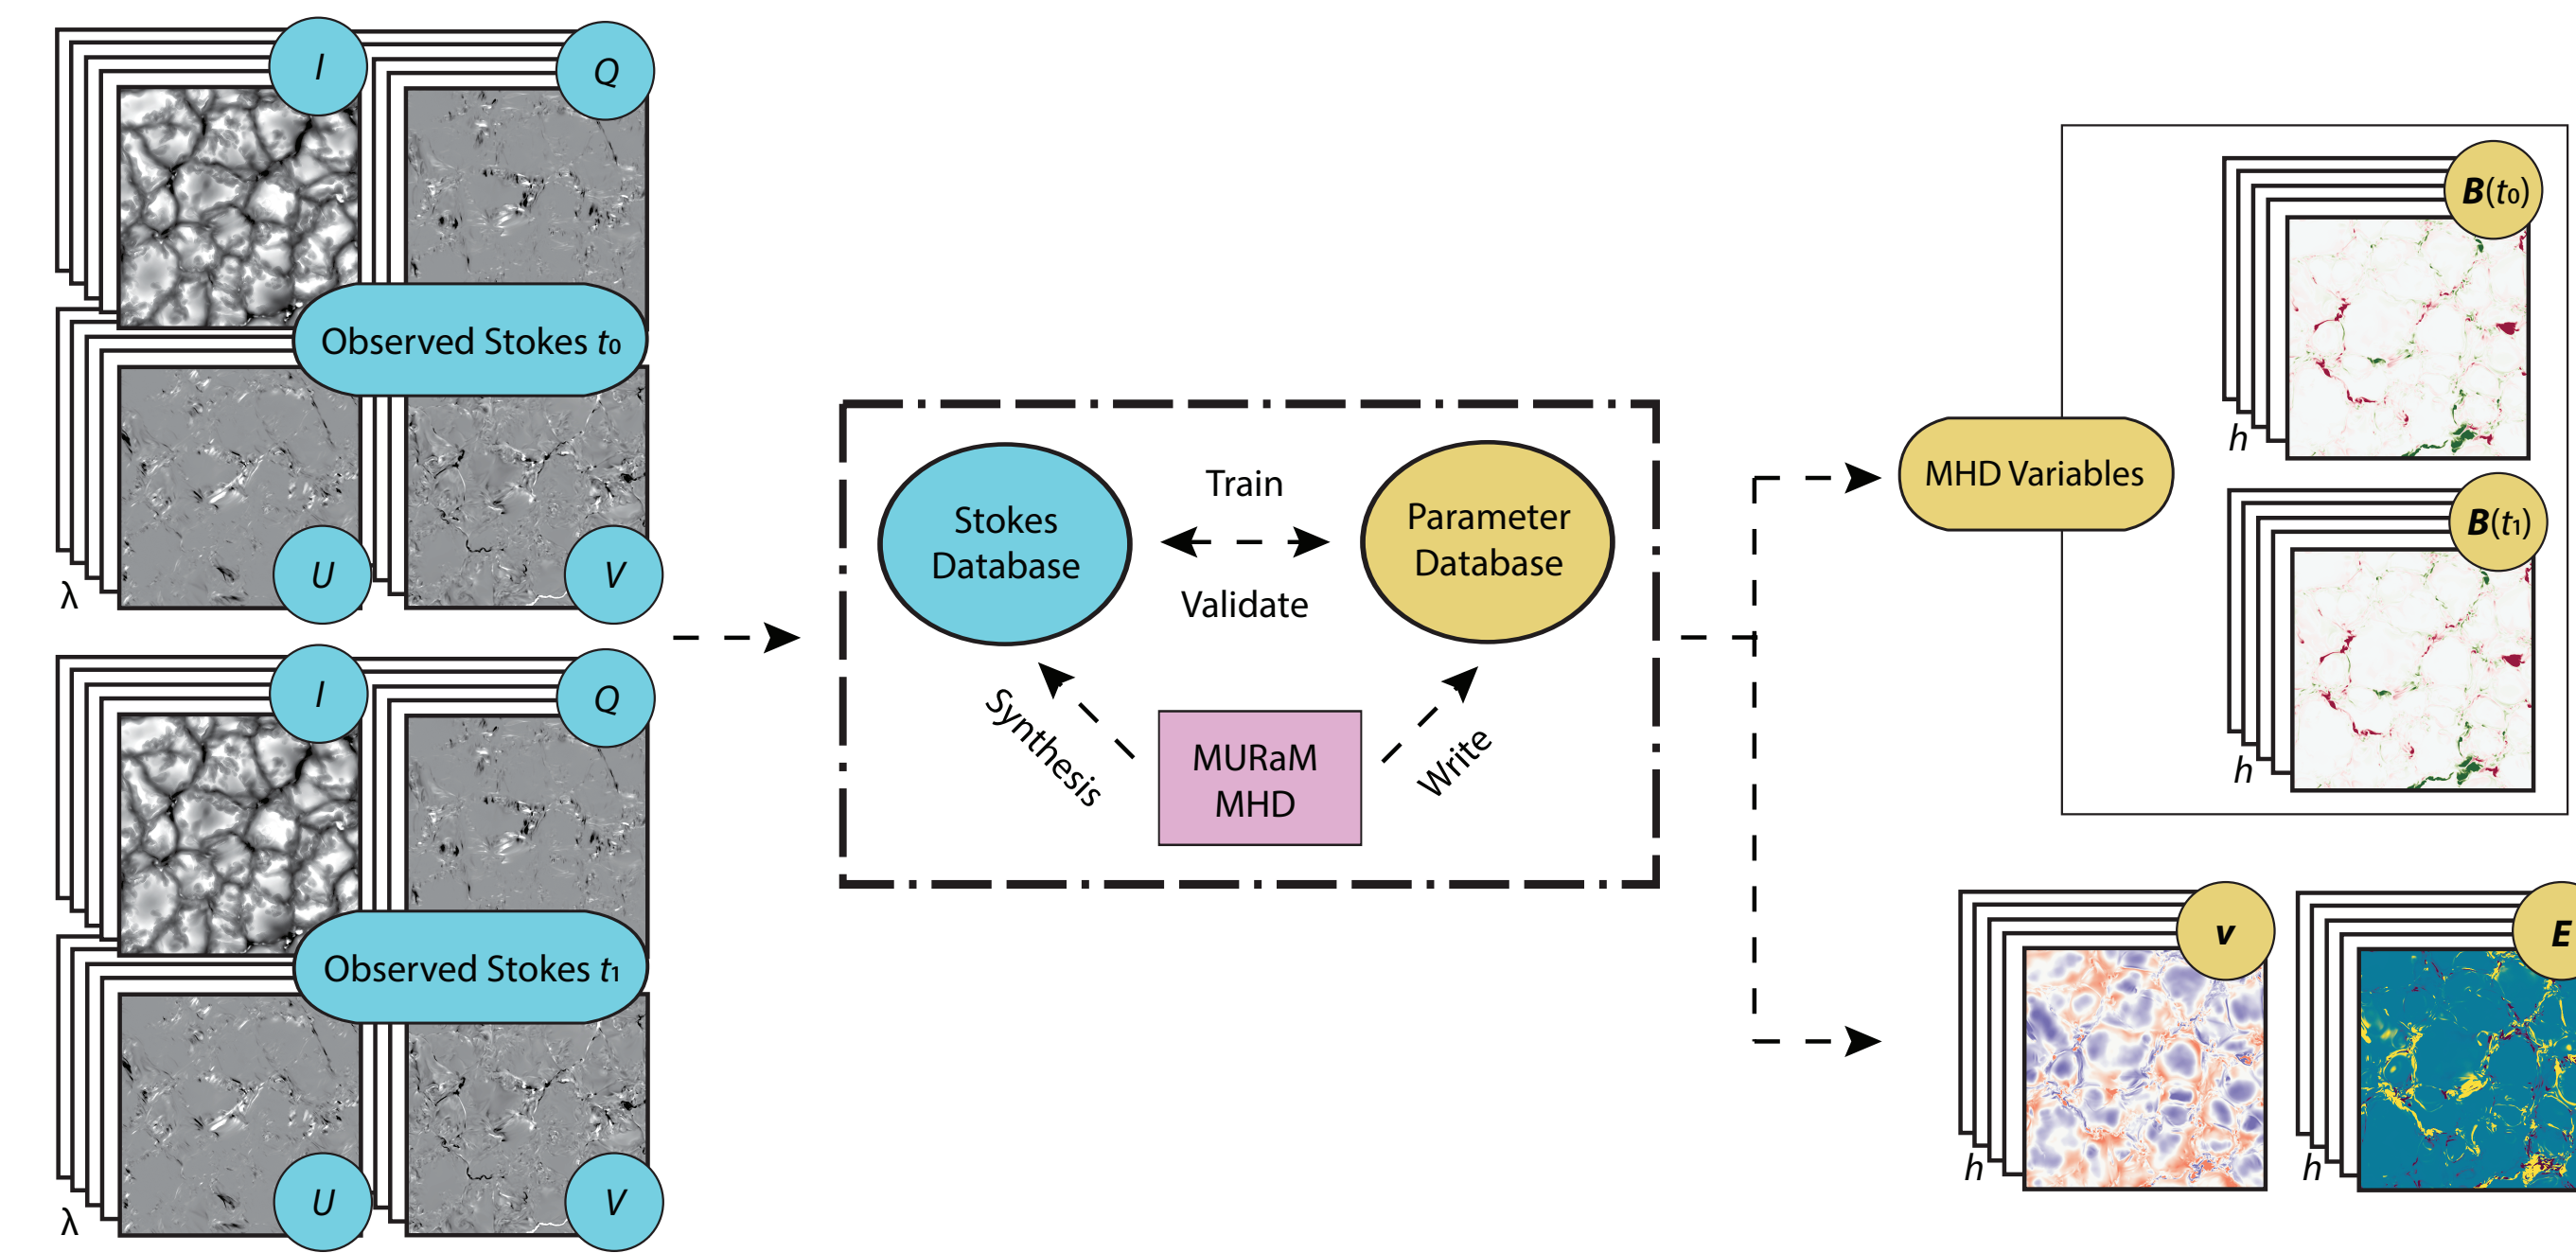 I
Q
Observed Stokes t₀
U
V
λ
I
Q
Observed Stokes t₁
U
V
λ
Stokes
Database
Train
Validate
Parameter
Database
Synthesis
Write
MURaM
MHD
MHD Variables
B(t₀)
h
B(t₁)
h
v
h
E
h